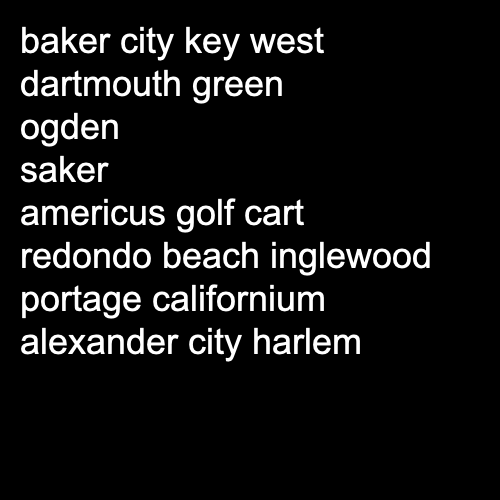 baker city key west
dartmouth green
ogden
saker
americus golf cart
redondo beach inglewood
portage californium
alexander city harlem